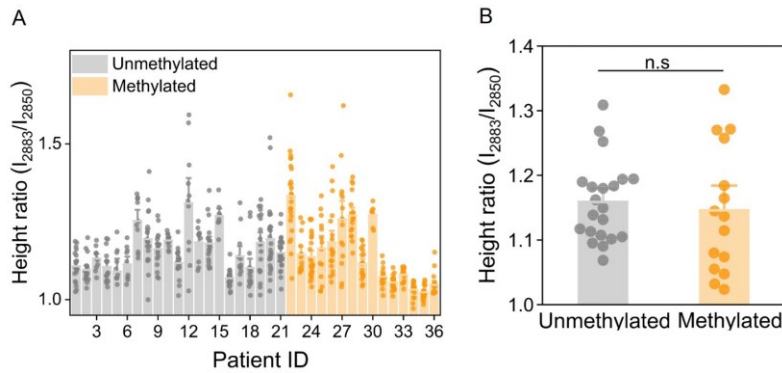 A
Height ratio (I₂₈₈₃/I₂₈₅₀)
Unmethylated
Methylated
1.5
1.0
3 6 9 12 15 18 21 24 27 30 33 36
Patient ID
B
Height ratio (I₂₈₈₃/I₂₈₅₀)
n.s
1.4
1.3
1.2
1.1
1.0
Unmethylated Methylated